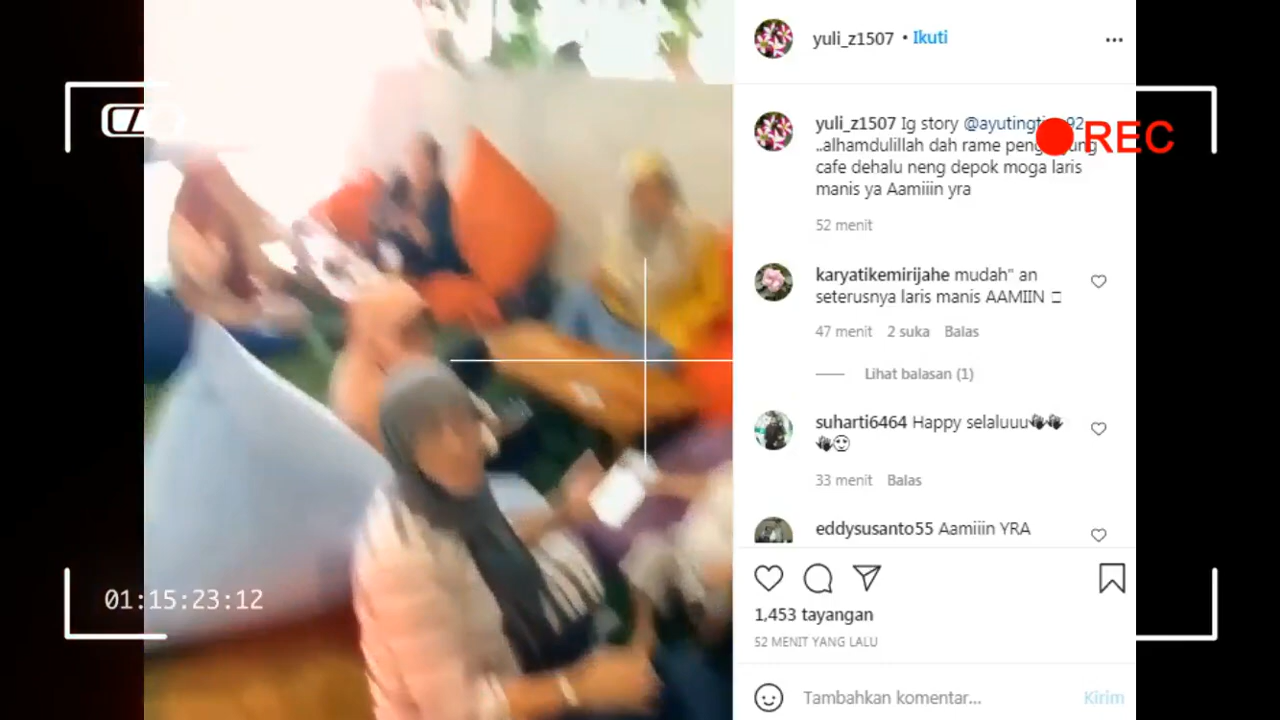 yuli_z1507 • Ikuti
yuli_z1507 Ig story
..alhamdulillah dah rame
cafe dehalu neng depok moga laris
manis ya Aamiiin yra
52 menit
karyatikemirijahe mudah" an
seterusnya laris manis AAMIIN
47 menit 2 suka Balas
Lihat balasan (1)
suharti6464 Happy selaluuu
33 menit Balas
eddysusanto55 Aamiiin YRA
1,453 tayangan
52 MENIT YANG LALU
Tambahkan komentar... Kirim
REC
01:15:23:12